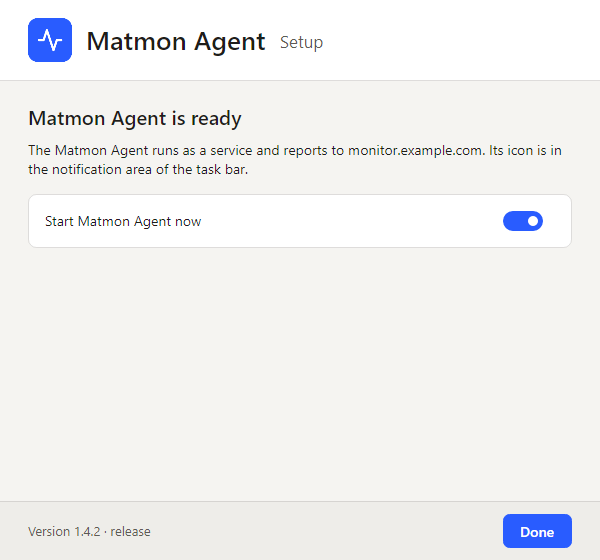 Matmon Agent Setup
Matmon Agent is ready
The Matmon Agent runs as a service and reports to monitor.example.com. Its icon is in
the notification area of the task bar.
Start Matmon Agent now
Version 1.4.2 · release
Done